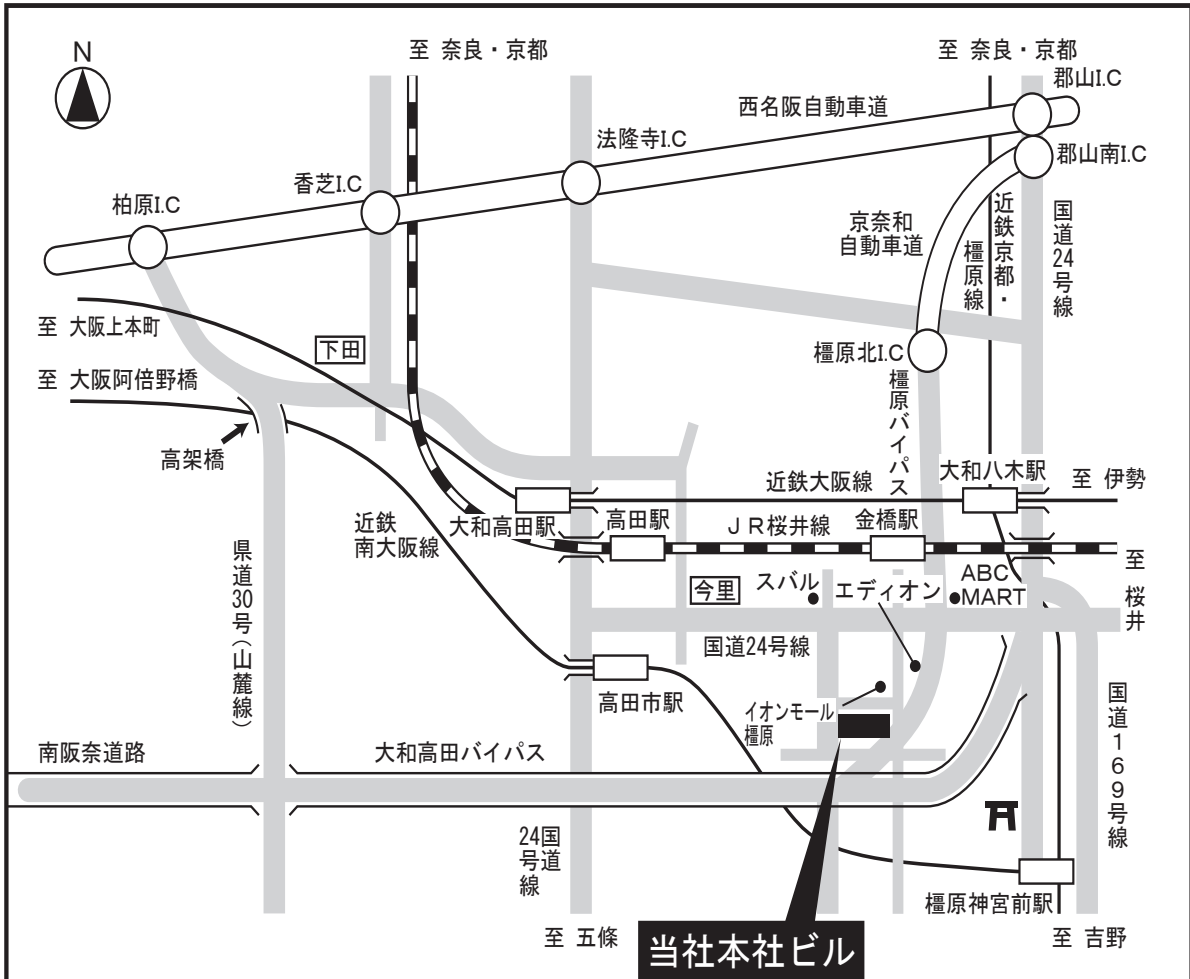 N
至 奈良・京都
至 奈良・京都
郡山I.C
西名阪自動車道
法隆寺I.C
郡山南I.C
香芝I.C
柏原I.C
京奈和
自動車道
近鉄京都・
橿原線
国道24号線
至 大阪上本町
下田
橿原北I.C
至 大阪阿倍野橋
橿原バイパス
高架橋
大和八木駅
至 伊勢
近鉄大阪線
近鉄
南大阪線
大和高田駅
高田駅
JR桜井線
金橋駅
至 桜井
県道30号(山麓線)
今里
スバル
エディオン
ABC
MART
国道24号線
高田市駅
イオンモール
橿原
国道169号線
南阪奈道路
大和高田バイパス
国道
24号線
橿原神宮前駅
至 五條
当社本社ビル
至 吉野